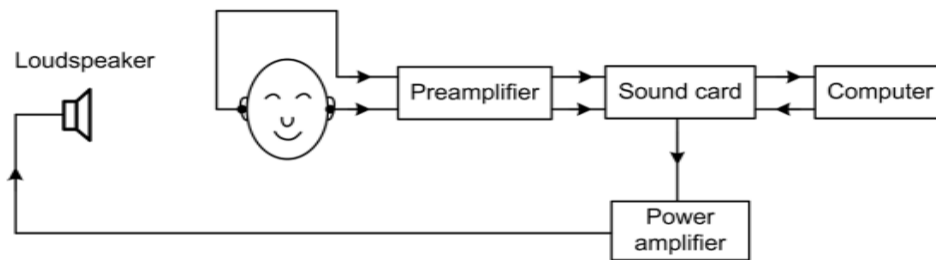 Loudspeaker
Preamplifier
Sound card
Computer
Power
amplifier